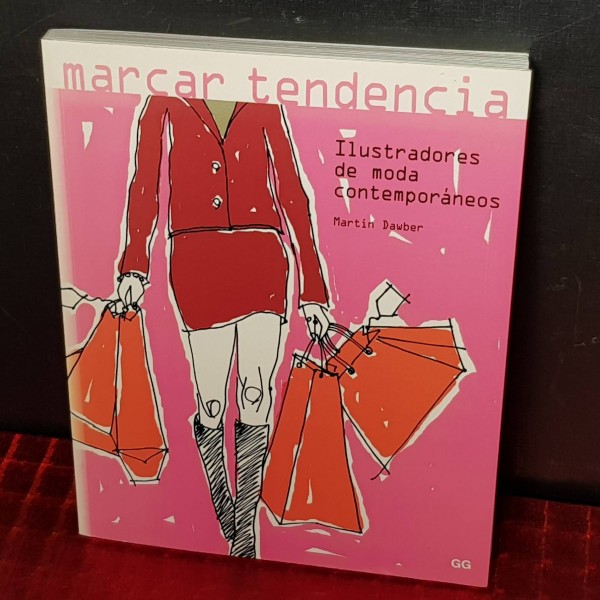 marcar tendencia
Ilustradores
de moda
contemporáneos
Martin Dawber
GG